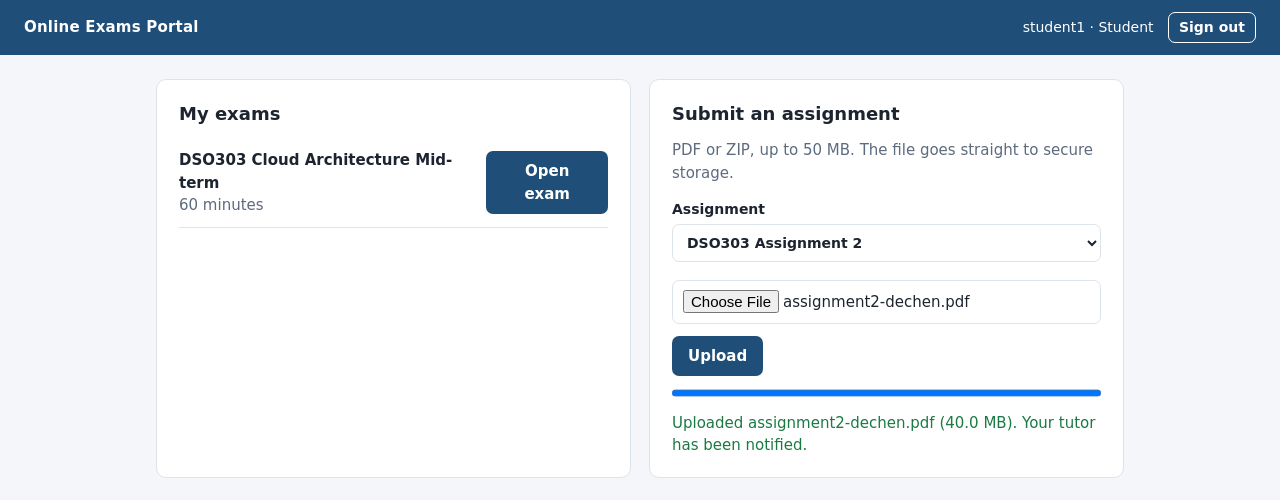 Online Exams Portal
student1 · Student
Sign out
My exams
DSO303 Cloud Architecture Mid-
term
60 minutes
Open
exam
Submit an assignment
PDF or ZIP, up to 50 MB. The file goes straight to secure
storage.
Assignment
DSO303 Assignment 2
Choose File assignment2-dechen.pdf
Upload
Uploaded assignment2-dechen.pdf (40.0 MB). Your tutor
has been notified.